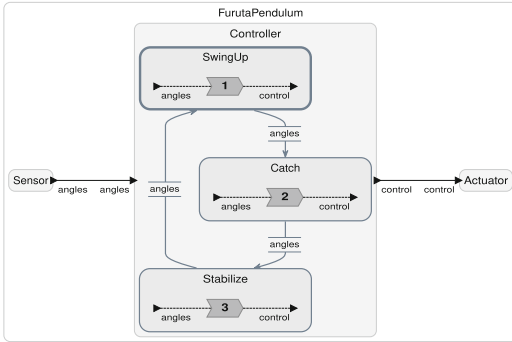 FurutaPendulum
Controller
SwingUp
1
angles
control
angles
Catch
2
angles
control
Sensor
angles
angles
angles
control
control
Actuator
angles
Stabilize
3
angles
control